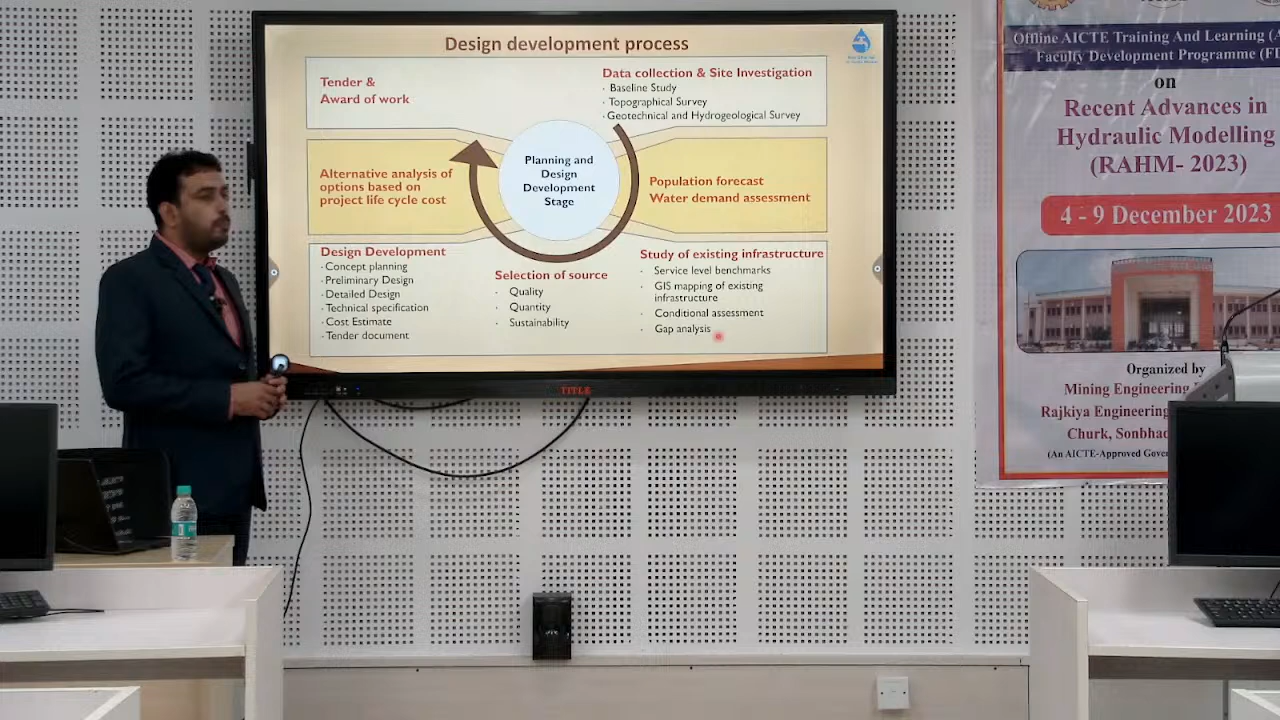 Design development process
Tender &
Award of work
Data collection & Site Investigation
· Baseline Study
· Topographical Survey
· Geotechnical and Hydrogeological Survey
Planning and
Design
Development
Stage
Alternative analysis of
options based on
project life cycle cost
Population forecast
Water demand assessment
Design Development
· Concept planning
· Preliminary Design
· Detailed Design
· Technical specification
· Cost Estimate
· Tender document
Selection of source
· Quality
· Quantity
· Sustainability
Study of existing infrastructure
· Service level benchmarks
· GIS mapping of existing
infrastructure
· Conditional assessment
· Gap analysis
TITLE
Offline AICTE Training And Learning (A
Faculty Development Programme (F
on
Recent Advances in
Hydraulic Modelling
(RAHM- 2023)
4 - 9 December 2023
Organized by
Mining Engineering
Rajkiya Engineering
Churk, Sonbhad
(An AICTE-Approved Gover